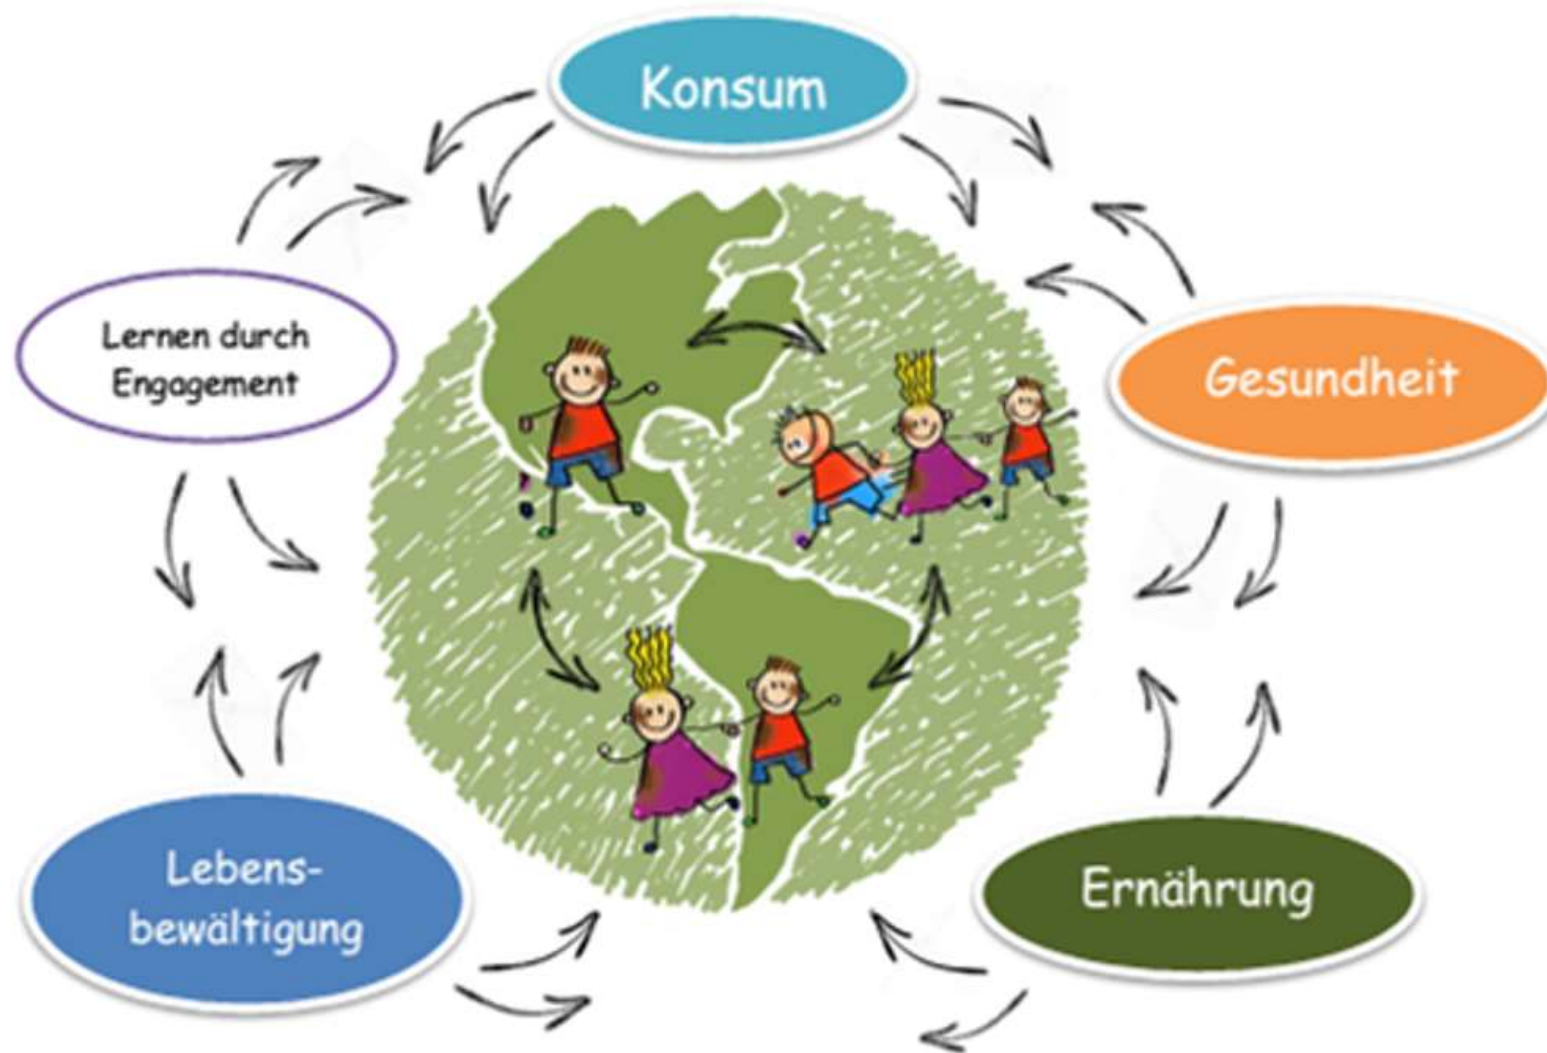 Konsum
Lernen durch
Engagement
Gesundheit
Lebens-
bewältigung
Ernährung